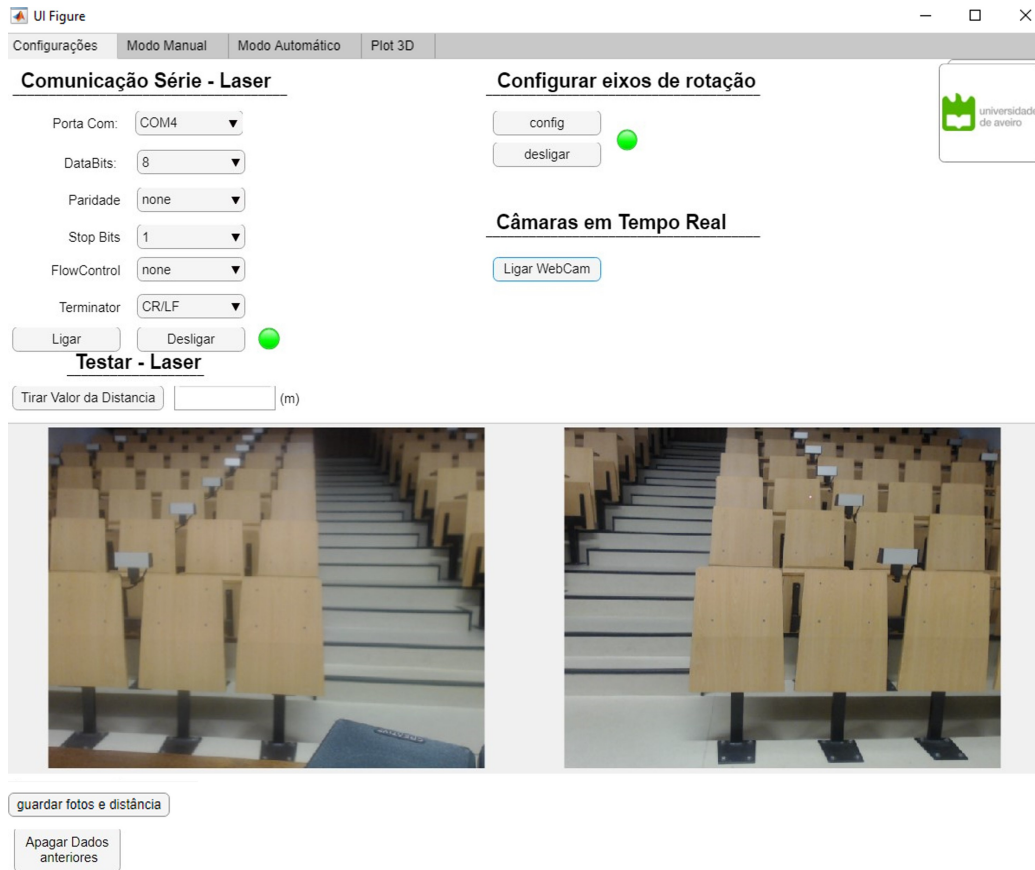 UI Figure
Configurações
Modo Manual
Modo Automático
Plot 3D
Comunicação Série - Laser
Porta Com:
COM4
DataBits:
8
Paridade
none
Stop Bits
1
FlowControl
none
Terminator
CR/LF
Ligar
Desligar
Testar - Laser
Tirar Valor da Distancia
(m)
Configurar eixos de rotação
config
desligar
Câmaras em Tempo Real
Ligar WebCam
universidade
de aveiro
guardar fotos e distância
Apagar Dados
anteriores